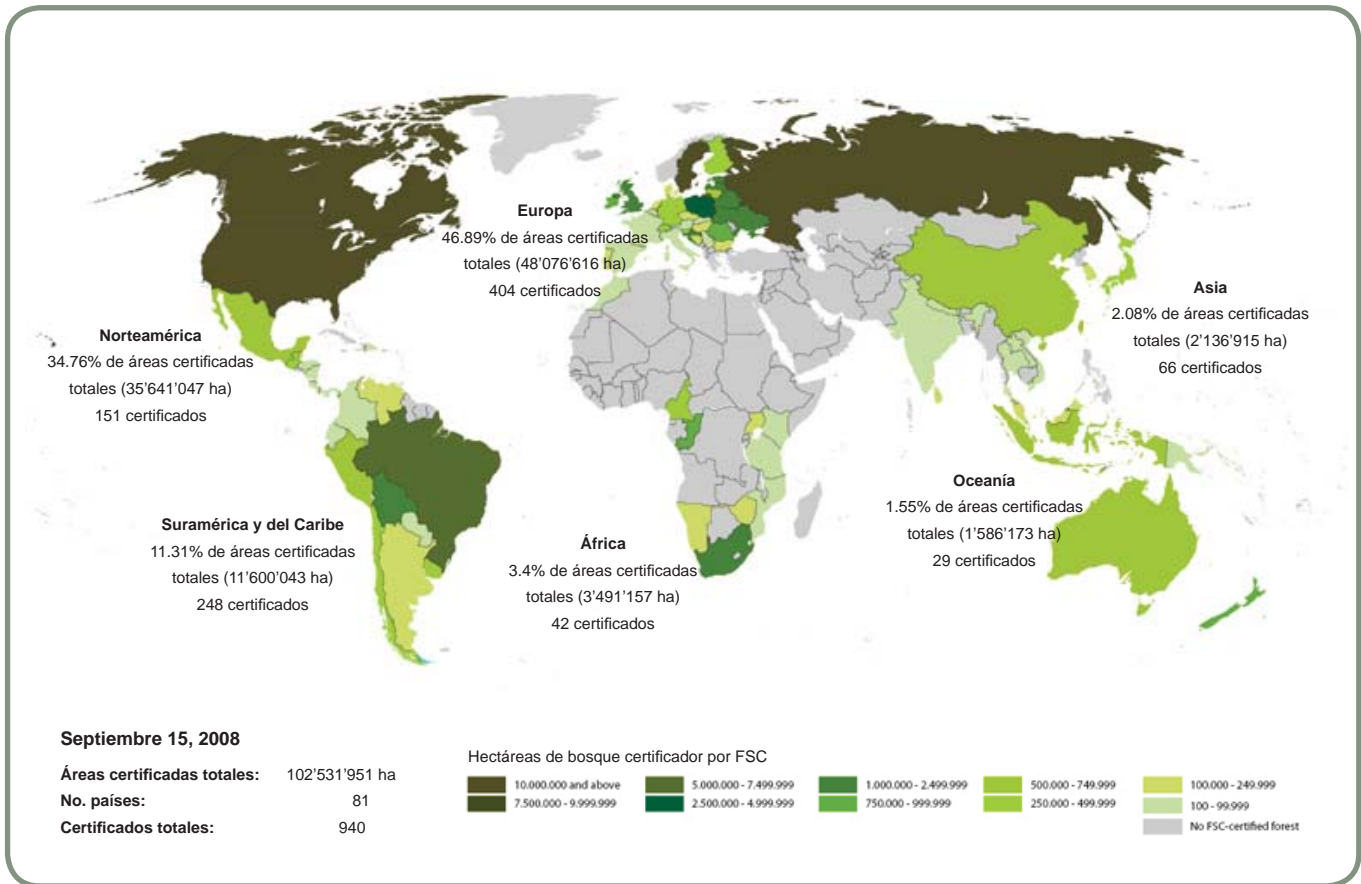 Europa
46.89% de áreas certificadas
totales (48'076'616 ha)
404 certificados
Asia
2.08% de áreas certificadas
totales (2'136'915 ha)
66 certificados
Norteamérica
34.76% de áreas certificadas
totales (35'641'047 ha)
151 certificados
Oceanía
1.55% de áreas certificadas
totales (1'586'173 ha)
29 certificados
Suramérica y del Caribe
11.31% de áreas certificadas
totales (11'600'043 ha)
248 certificados
África
3.4% de áreas certificadas
totales (3'491'157 ha)
42 certificados
Septiembre 15, 2008
Áreas certificadas totales: 102'531'951 ha
No. países: 81
Certificados totales: 940
Hectáreas de bosque certificador por FSC
10.000.000 and above
7.500.000 - 9.999.999
5.000.000 - 7.499.999
2.500.000 - 4.999.999
1.000.000 - 2.499.999
750.000 - 999.999
500.000 - 749.999
250.000 - 499.999
100.000 - 249.999
100 - 99.999
No FSC-certified forest